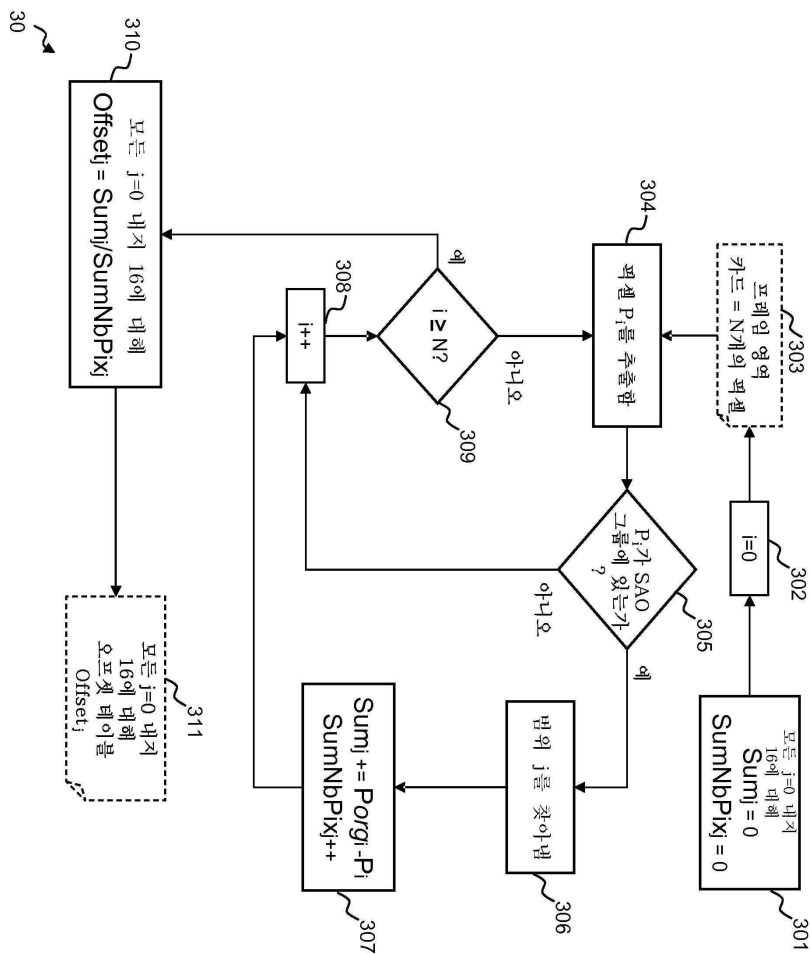 30
모든 j=0 내지
16에 대해
Sumj = 0
SumNbPixj = 0
301
i=0
302
프레임 영역
카드 = N개의 픽셀
303
픽셀 Pi를 추출함
304
Pi가 SAO
그룹에 있는가
?
305
예
아니오
범위 j를 찾아냄
306
Sumj += Porgi-Pi
SumNbPixj++
307
i++
308
i ≥ N?
309
아니오
예
모든 j=0 내지 16에 대해
Offsetj = Sumj/SumNbPixj
310
모든 j=0 내지
16에 대해
오프셋 테이블
Offsetj
311